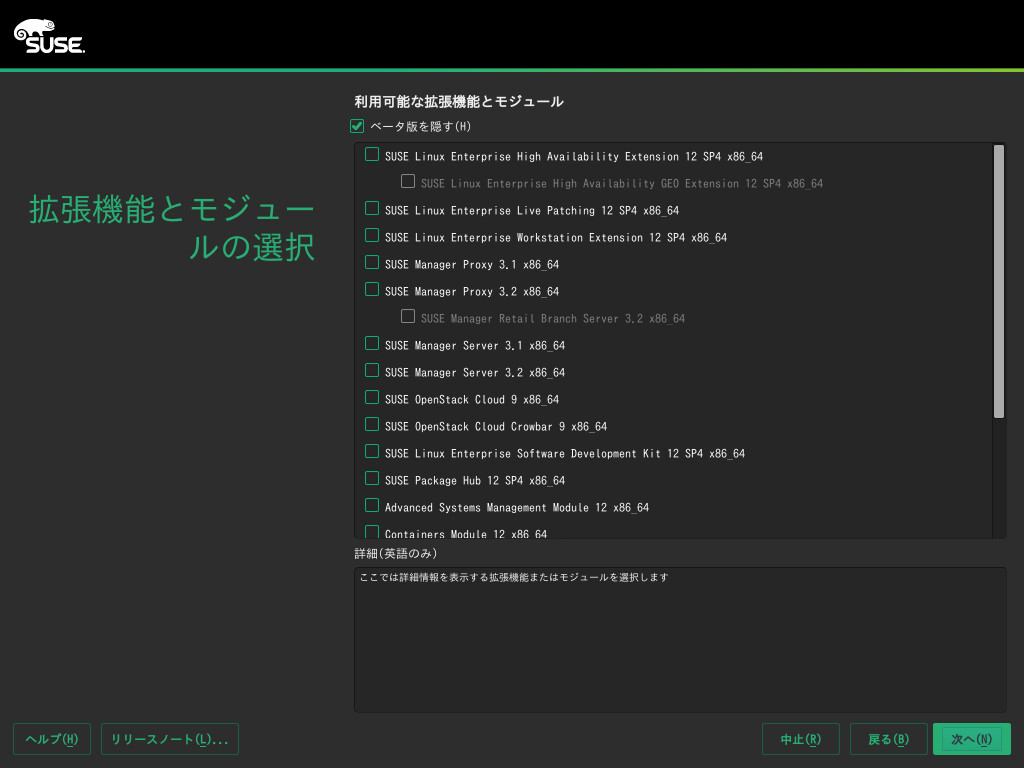 SUSE.
利用可能な拡張機能とモジュール
ベータ版を隠す(H)
拡張機能とモジュー
ルの選択
SUSE Linux Enterprise High Availability Extension 12 SP4 x86_64
SUSE Linux Enterprise High Availability GEO Extension 12 SP4 x86_64
SUSE Linux Enterprise Live Patching 12 SP4 x86_64
SUSE Linux Enterprise Workstation Extension 12 SP4 x86_64
SUSE Manager Proxy 3.1 x86_64
SUSE Manager Proxy 3.2 x86_64
SUSE Manager Retail Branch Server 3.2 x86_64
SUSE Manager Server 3.1 x86_64
SUSE Manager Server 3.2 x86_64
SUSE OpenStack Cloud 9 x86_64
SUSE OpenStack Cloud Crowbar 9 x86_64
SUSE Linux Enterprise Software Development Kit 12 SP4 x86_64
SUSE Package Hub 12 SP4 x86_64
Advanced Systems Management Module 12 x86_64
Containers Module 12 x86_64
詳細(英語のみ)
ここでは詳細情報を表示する拡張機能またはモジュールを選択します
ヘルプ(H)
リリースノート(L)...
中止(R)
戻る(B)
次へ(N)